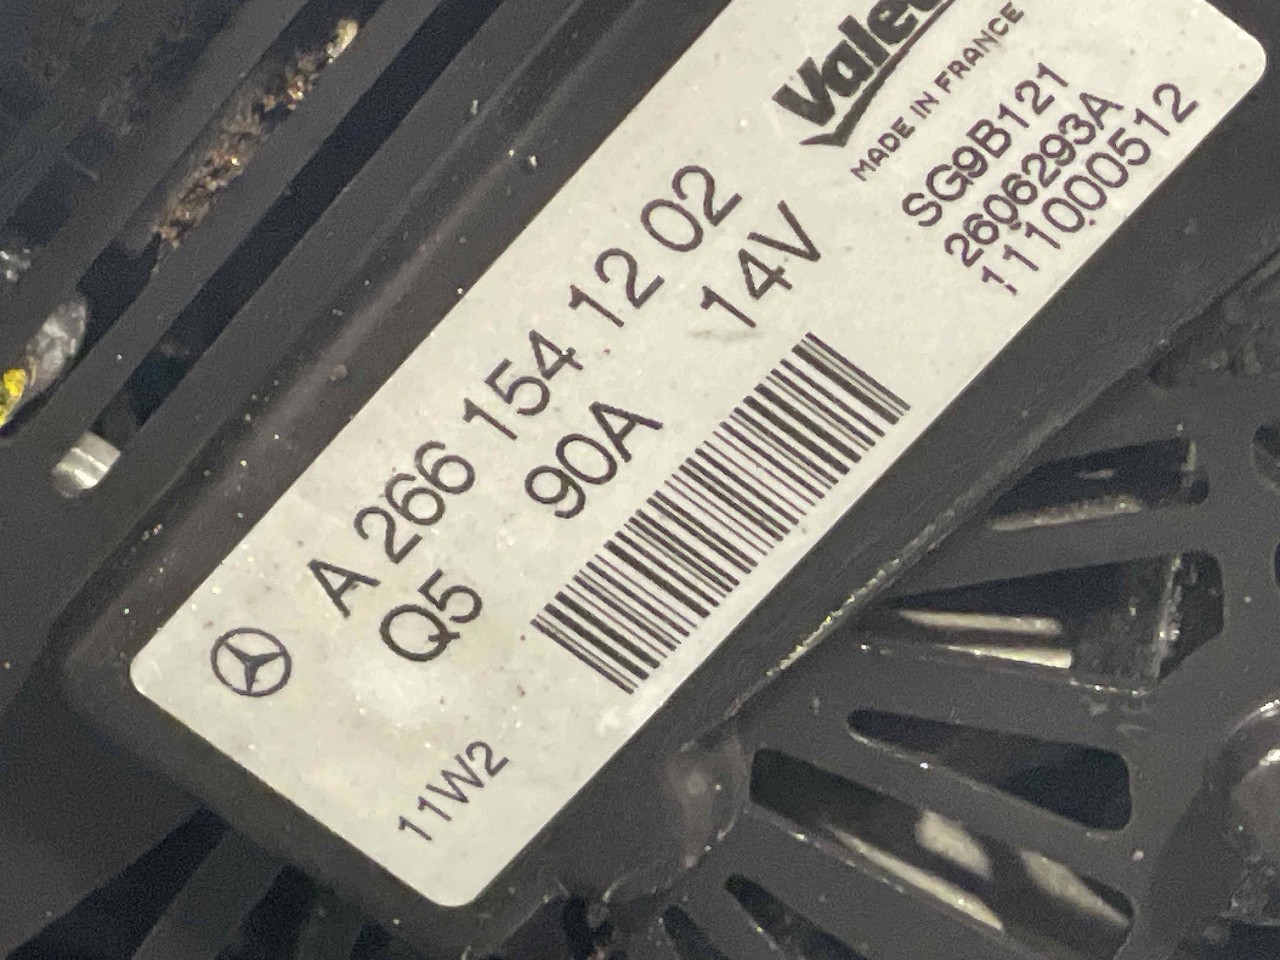 Valeo
MADE IN FRANCE
SG9B121
2606293A
111000512
A 266 154 12 02
Q5 90A 14V
11W2